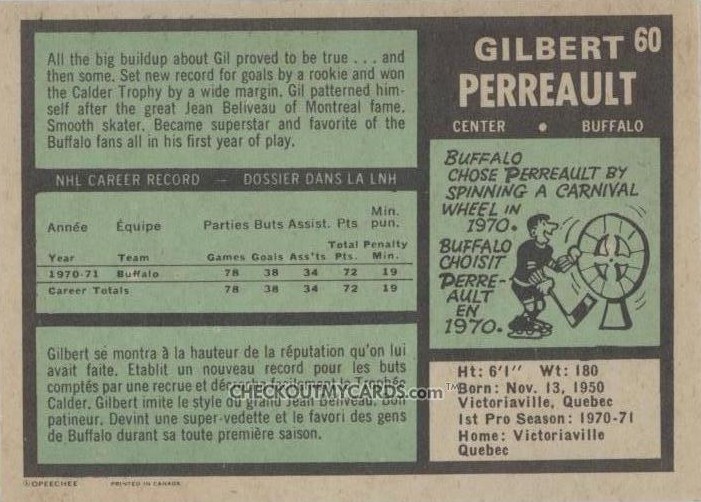 All the big buildup about Gil proved to be true . . . and
then some. Set new record for goals by a rookie and won
the Calder Trophy by a wide margin. Gil patterned him-
self after the great Jean Beliveau of Montreal fame.
Smooth skater. Became superstar and favorite of the
Buffalo fans all in his first year of play.
NHL CAREER RECORD — DOSSIER DANS LA LNH
Année Équipe Parties Buts Assist. Pts Min. pun.
Year Team Games Goals Ass'ts Total Pts. Penalty Min.
1970-71 Buffalo 78 38 34 72 19
Career Totals 78 38 34 72 19
Gilbert se montra à la hauteur de la réputation qu'on lui
avait faite. Etablit un nouveau record pour les buts
comptés par une recrue et décrocha facilement le Trophée
Calder. Gilbert imite le style du grand Jean Beliveau. Bon
patineur. Devint une super-vedette et le favori des gens
de Buffalo durant sa toute première saison.
GILBERT 60
PERREAULT
CENTER • BUFFALO
BUFFALO
CHOSE PERREAULT BY
SPINNING A CARNIVAL
WHEEL IN
1970.
BUFFALO
CHOISIT
PERRE-
AULT
EN
1970.
Ht: 6'1" Wt: 180
Born: Nov. 13, 1950
Victoriaville, Quebec
1st Pro Season: 1970-71
Home: Victoriaville
Quebec
CHECKOUTMYCARDS.COM™
©OPEECHEE PRINTED IN CANADA